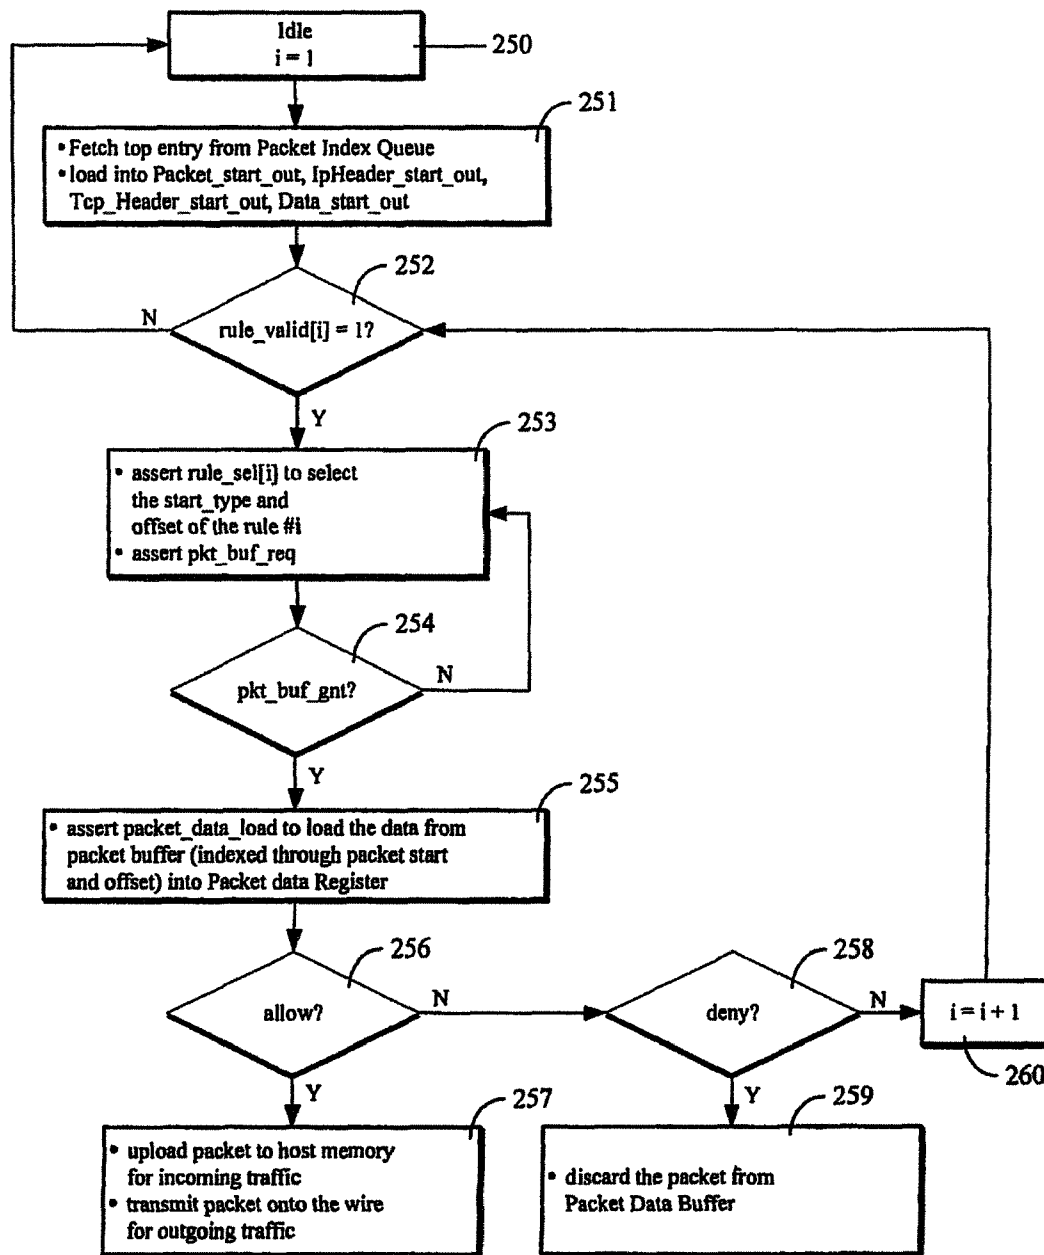 Idle
i = 1
250
251
• Fetch top entry from Packet Index Queue
• load into Packet_start_out, IpHeader_start_out,
Tcp_Header_start_out, Data_start_out
252
N
rule_valid[i] = 1?
Y
253
• assert rule_sel[i] to select
the start_type and
offset of the rule #i
• assert pkt_buf_req
254
N
pkt_buf_gnt?
Y
255
• assert packet_data_load to load the data from
packet buffer (indexed through packet start
and offset) into Packet data Register
256
allow?
N
258
deny?
N
i = i + 1
260
Y
257
• upload packet to host memory
for incoming traffic
• transmit packet onto the wire
for outgoing traffic
Y
259
• discard the packet from
Packet Data Buffer